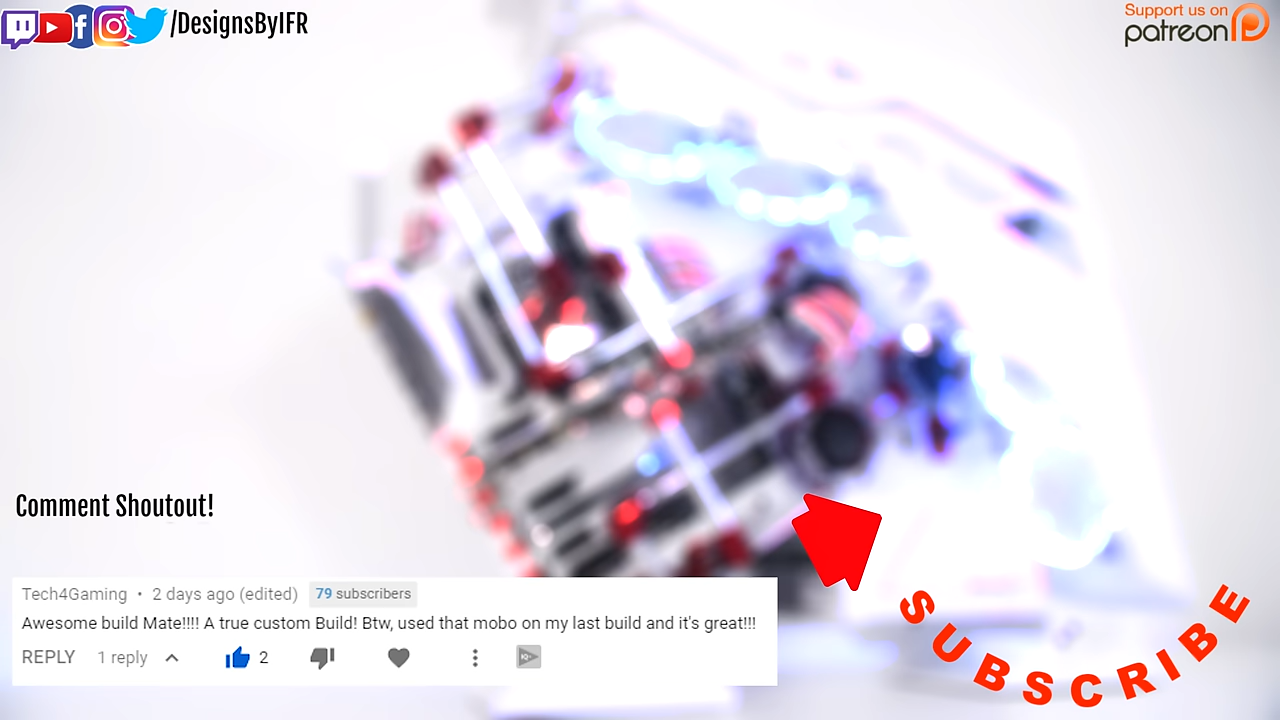 /DesignsByIFR
Support us on
patreon
Comment Shoutout!
Tech4Gaming • 2 days ago (edited) 79 subscribers
Awesome build Mate!!!! A true custom Build! Btw, used that mobo on my last build and it's great!!!
REPLY 1 reply 2
SUBSCRIBE